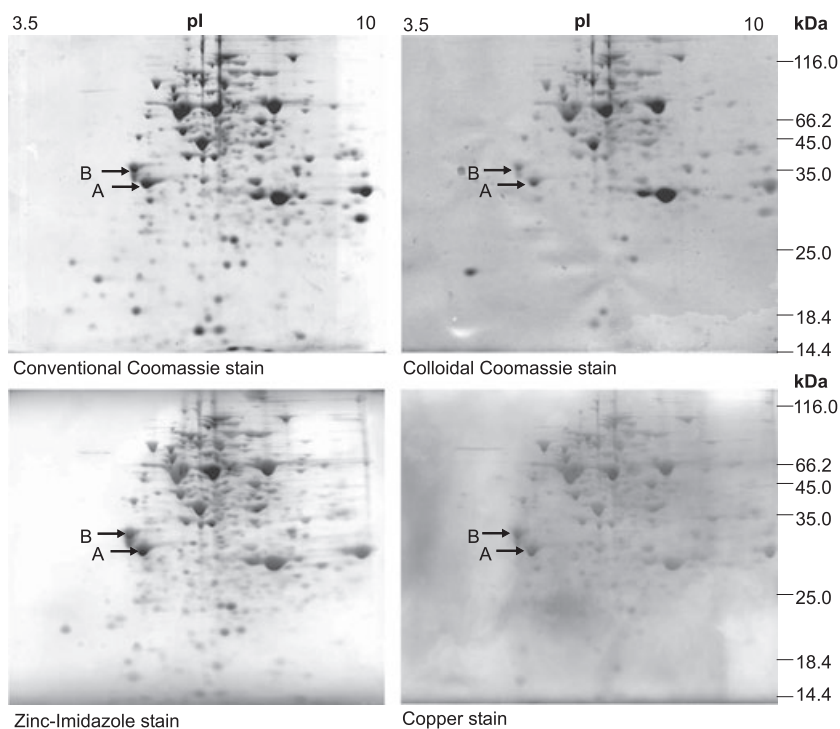 3.5 pI 10
3.5 pI 10 kDa
116.0
66.2
45.0
35.0
25.0
18.4
14.4
B
A
B
A
Conventional Coomassie stain
Colloidal Coomassie stain
kDa
116.0
66.2
45.0
35.0
25.0
18.4
14.4
B
A
B
A
Zinc-Imidazole stain
Copper stain